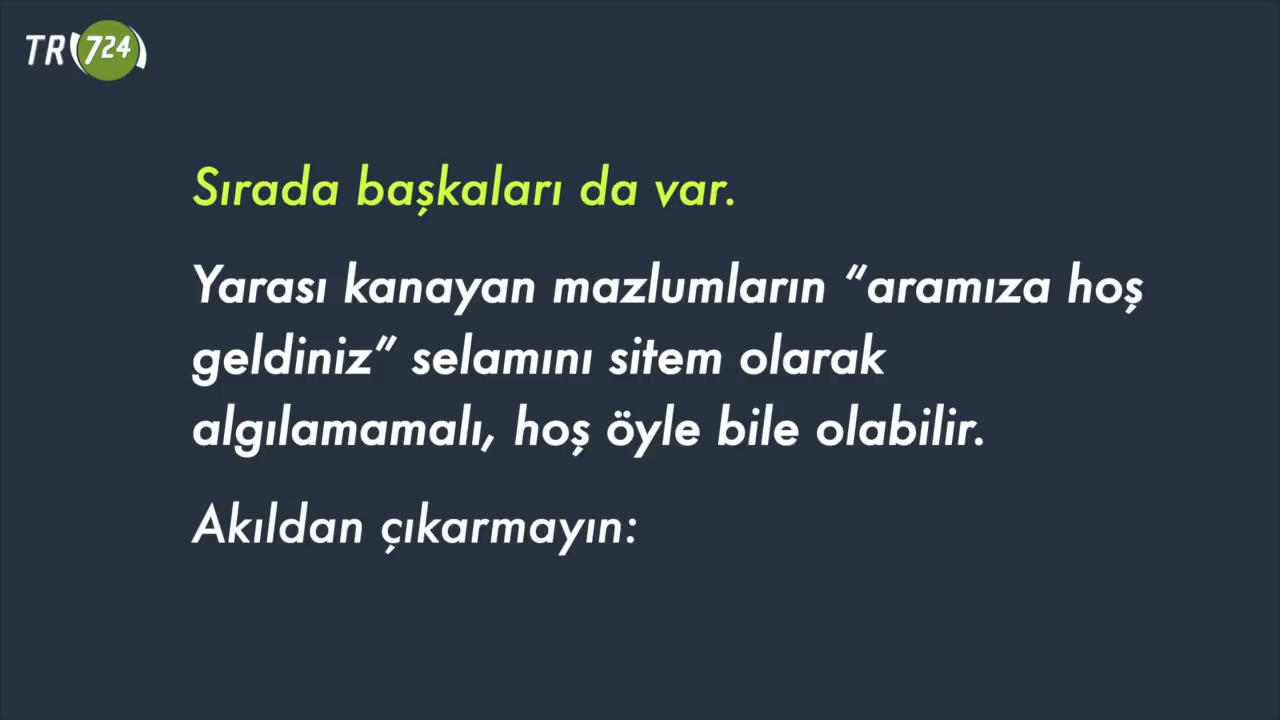 TR724
Sırada başkaları da var.
Yarası kanayan mazlumların “aramıza hoş
geldiniz” selamını sitem olarak
algılamamalı, hoş öyle bile olabilir.
Akıldan çıkarmayın: